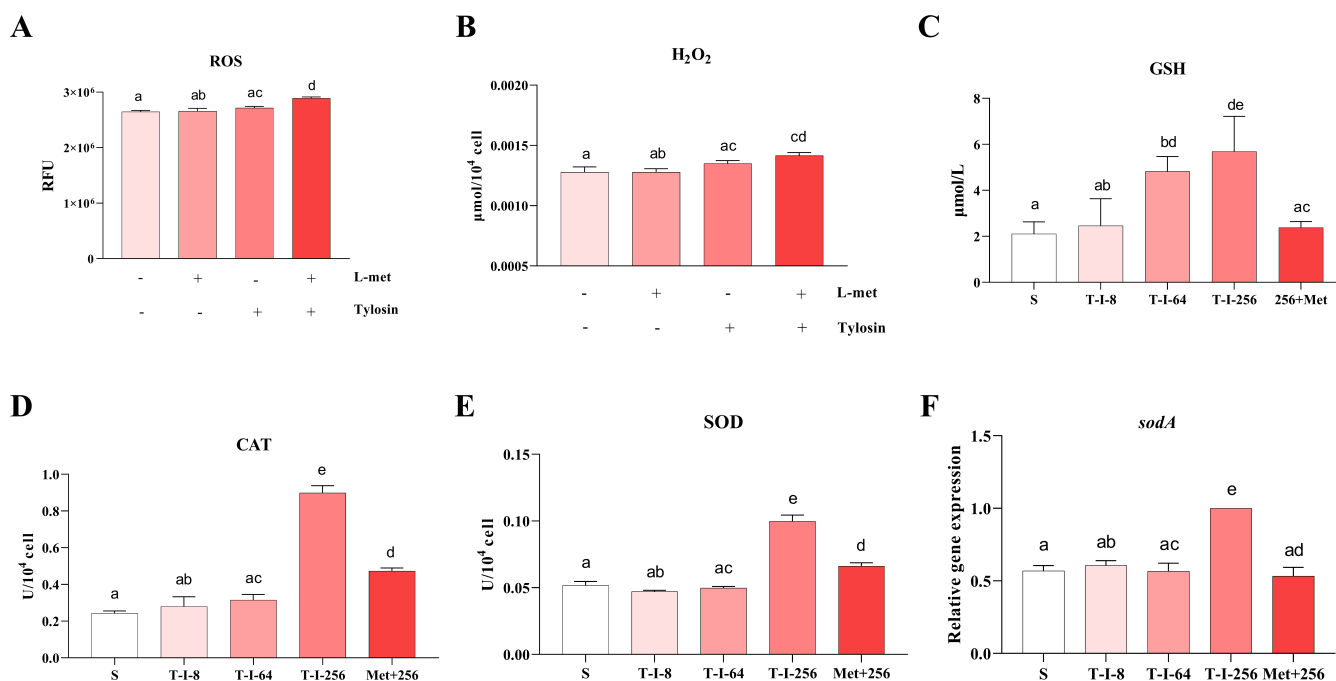 A
ROS
RFU
3×10⁶
2×10⁶
1×10⁶
0
a
ab
ac
d
- + - + L-met
- - + + Tylosin
B
H₂O₂
μmol/10⁴ cell
0.0020
0.0015
0.0010
0.0005
a
ab
ac
cd
- + - + L-met
- - + + Tylosin
C
GSH
μmol/L
8
6
4
2
0
a
ab
bd
de
ac
S T-I-8 T-I-64 T-I-256 256+Met
D
CAT
U/10⁴ cell
1.0
0.8
0.6
0.4
0.2
0.0
a
ab
ac
e
d
S T-I-8 T-I-64 T-I-256 Met+256
E
SOD
U/10⁴ cell
0.15
0.10
0.05
0.00
a
ab
ac
e
d
S T-I-8 T-I-64 T-I-256 Met+256
F
sodA
Relative gene expression
1.5
1.0
0.5
0.0
a
ab
ac
e
ad
S T-I-8 T-I-64 T-I-256 Met+256